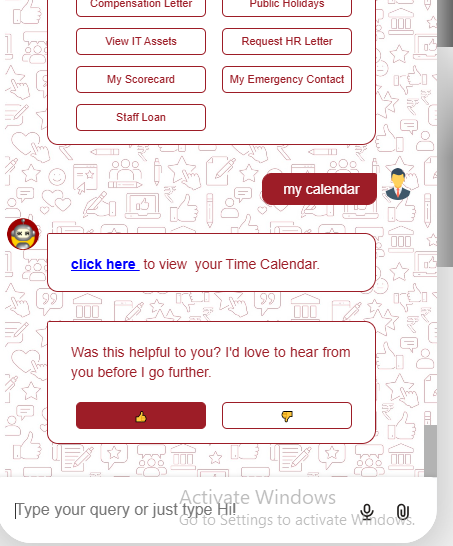 Compensation Letter
Public Holidays
View IT Assets
Request HR Letter
My Scorecard
My Emergency Contact
Staff Loan
my calendar
click here to view your Time Calendar.
Was this helpful to you? I'd love to hear from
you before I go further.
Activate Windows
Type your query or just type Hi!
Go to Settings to activate Windows.